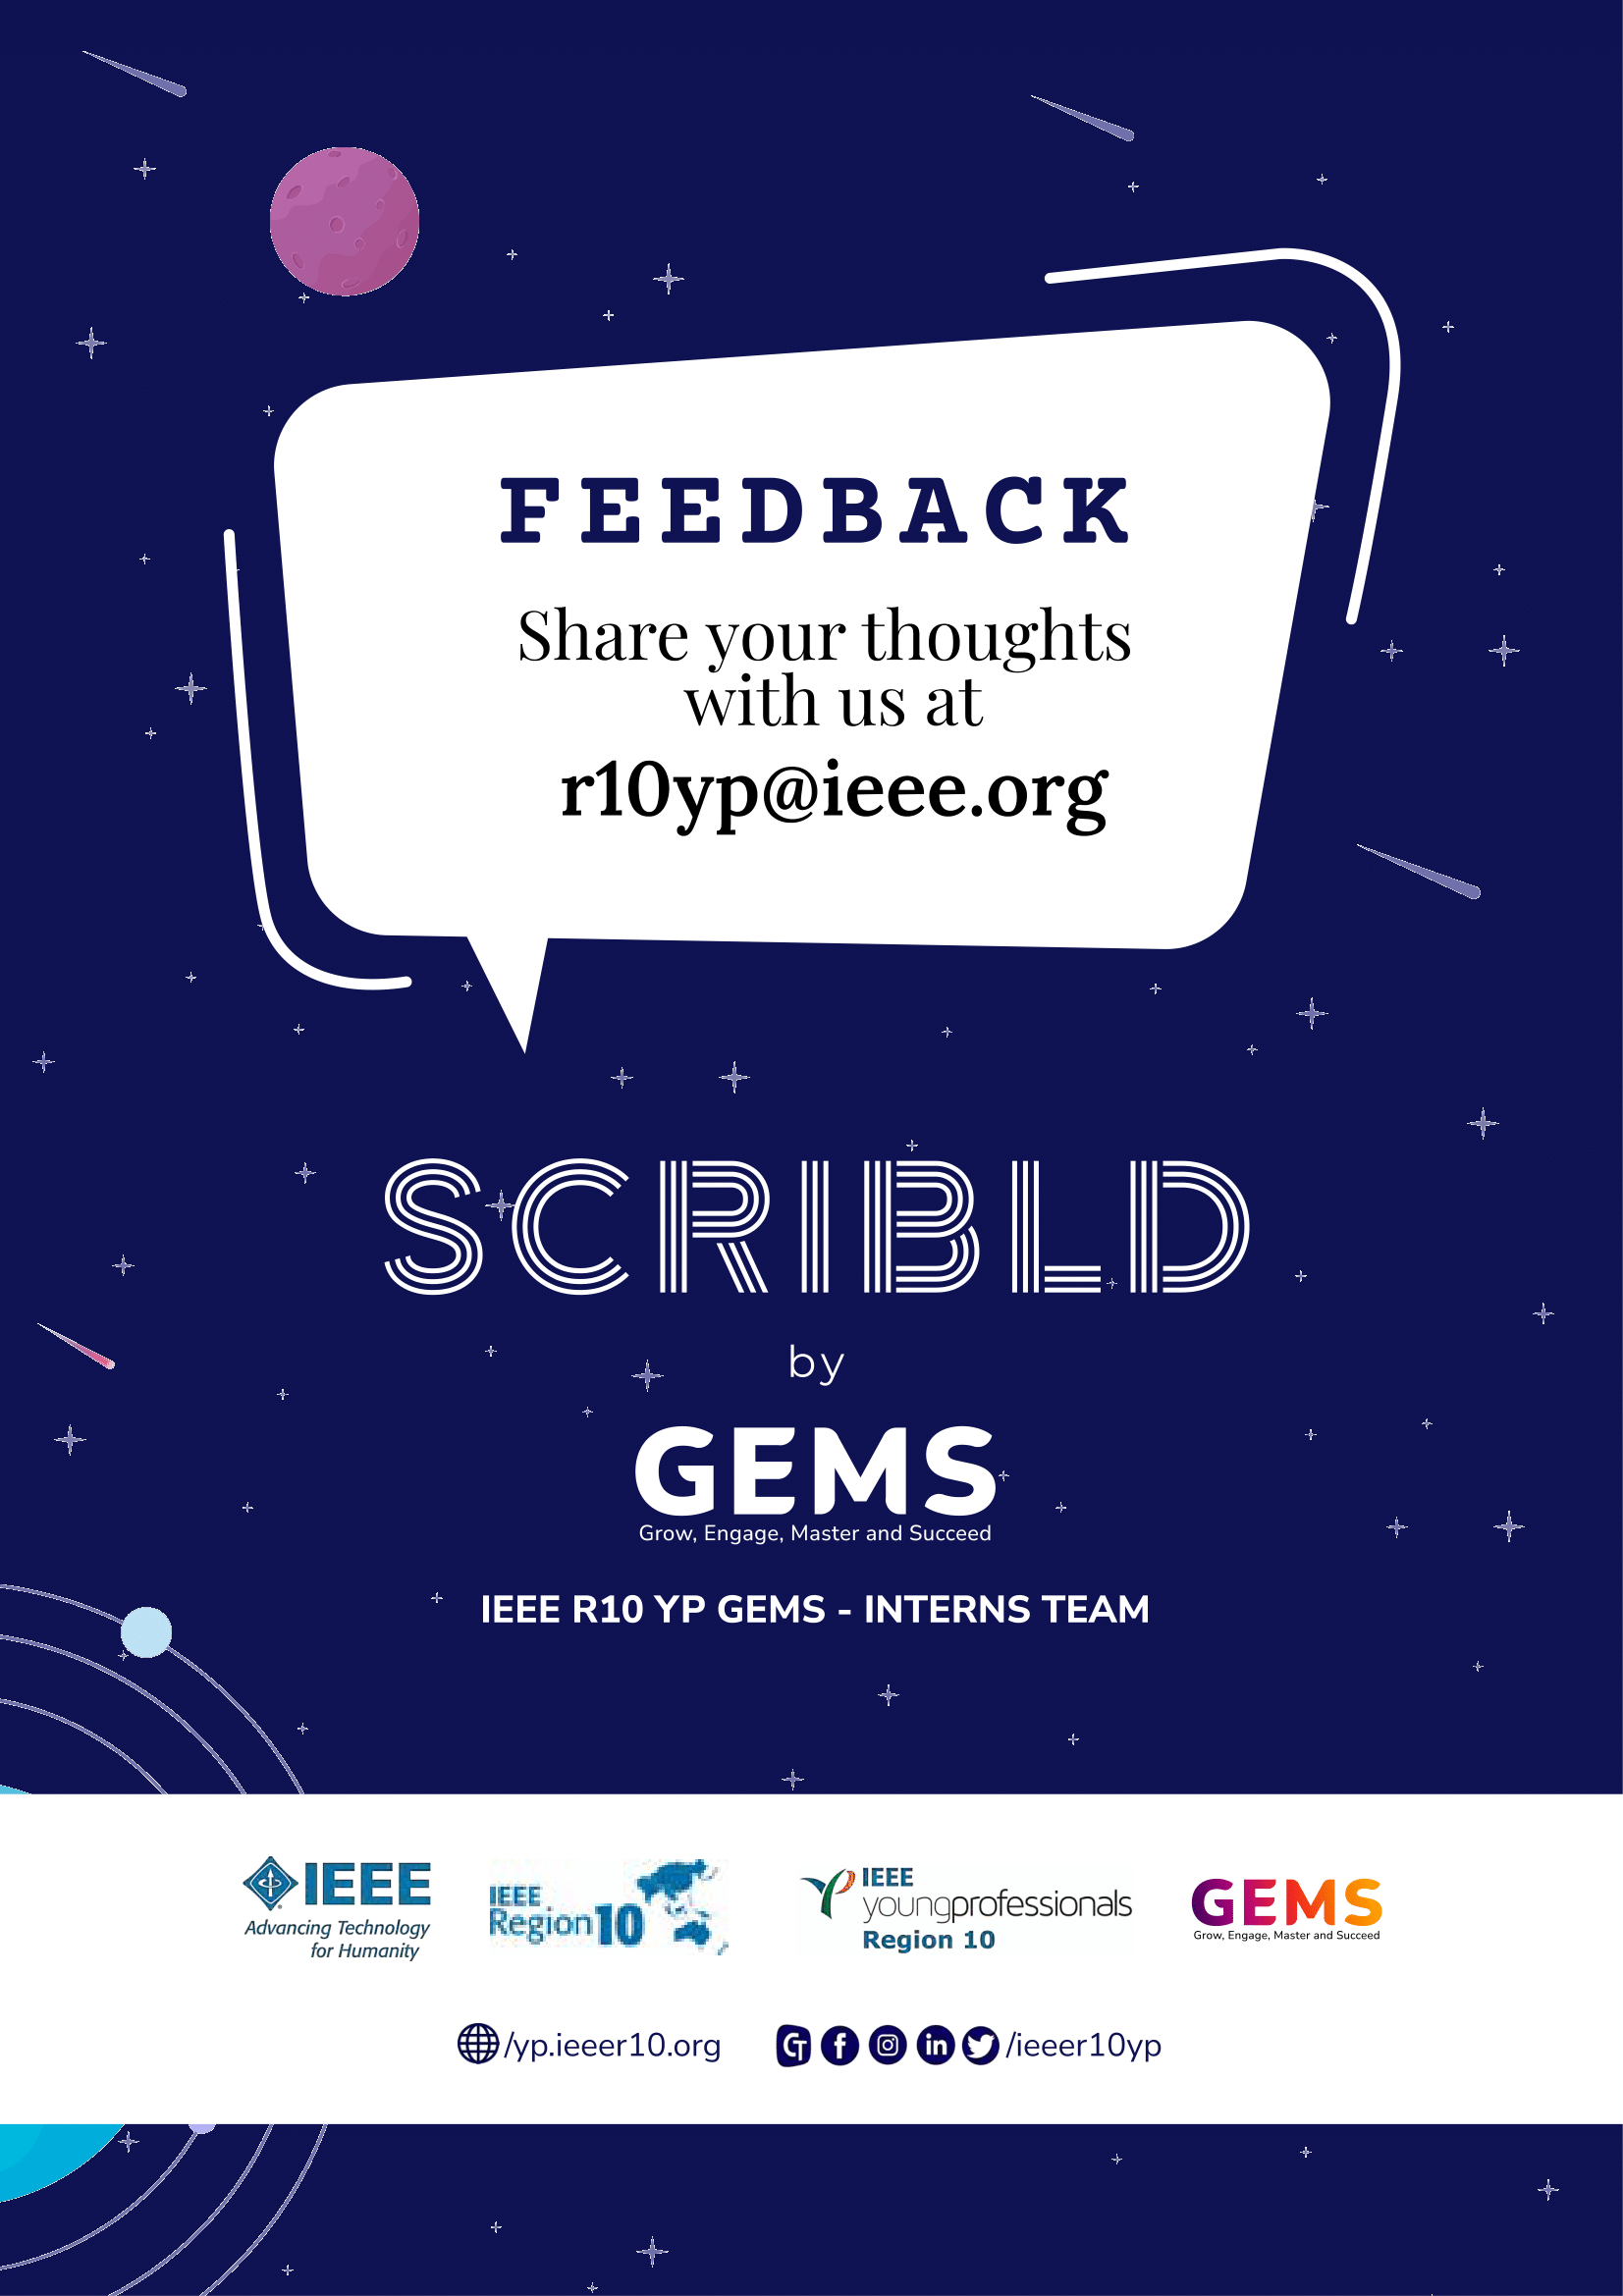 FEEDBACK
Share your thoughts
with us at
r10yp@ieee.org
SCRIBLD
by
GEMS
Grow, Engage, Master and Succeed
IEEE R10 YP GEMS - INTERNS TEAM
IEEE
Advancing Technology
for Humanity
IEEE
Region 10
IEEE
youngprofessionals
Region 10
GEMS
Grow, Engage, Master and Succeed
/yp.ieeer10.org
/ieeer10yp